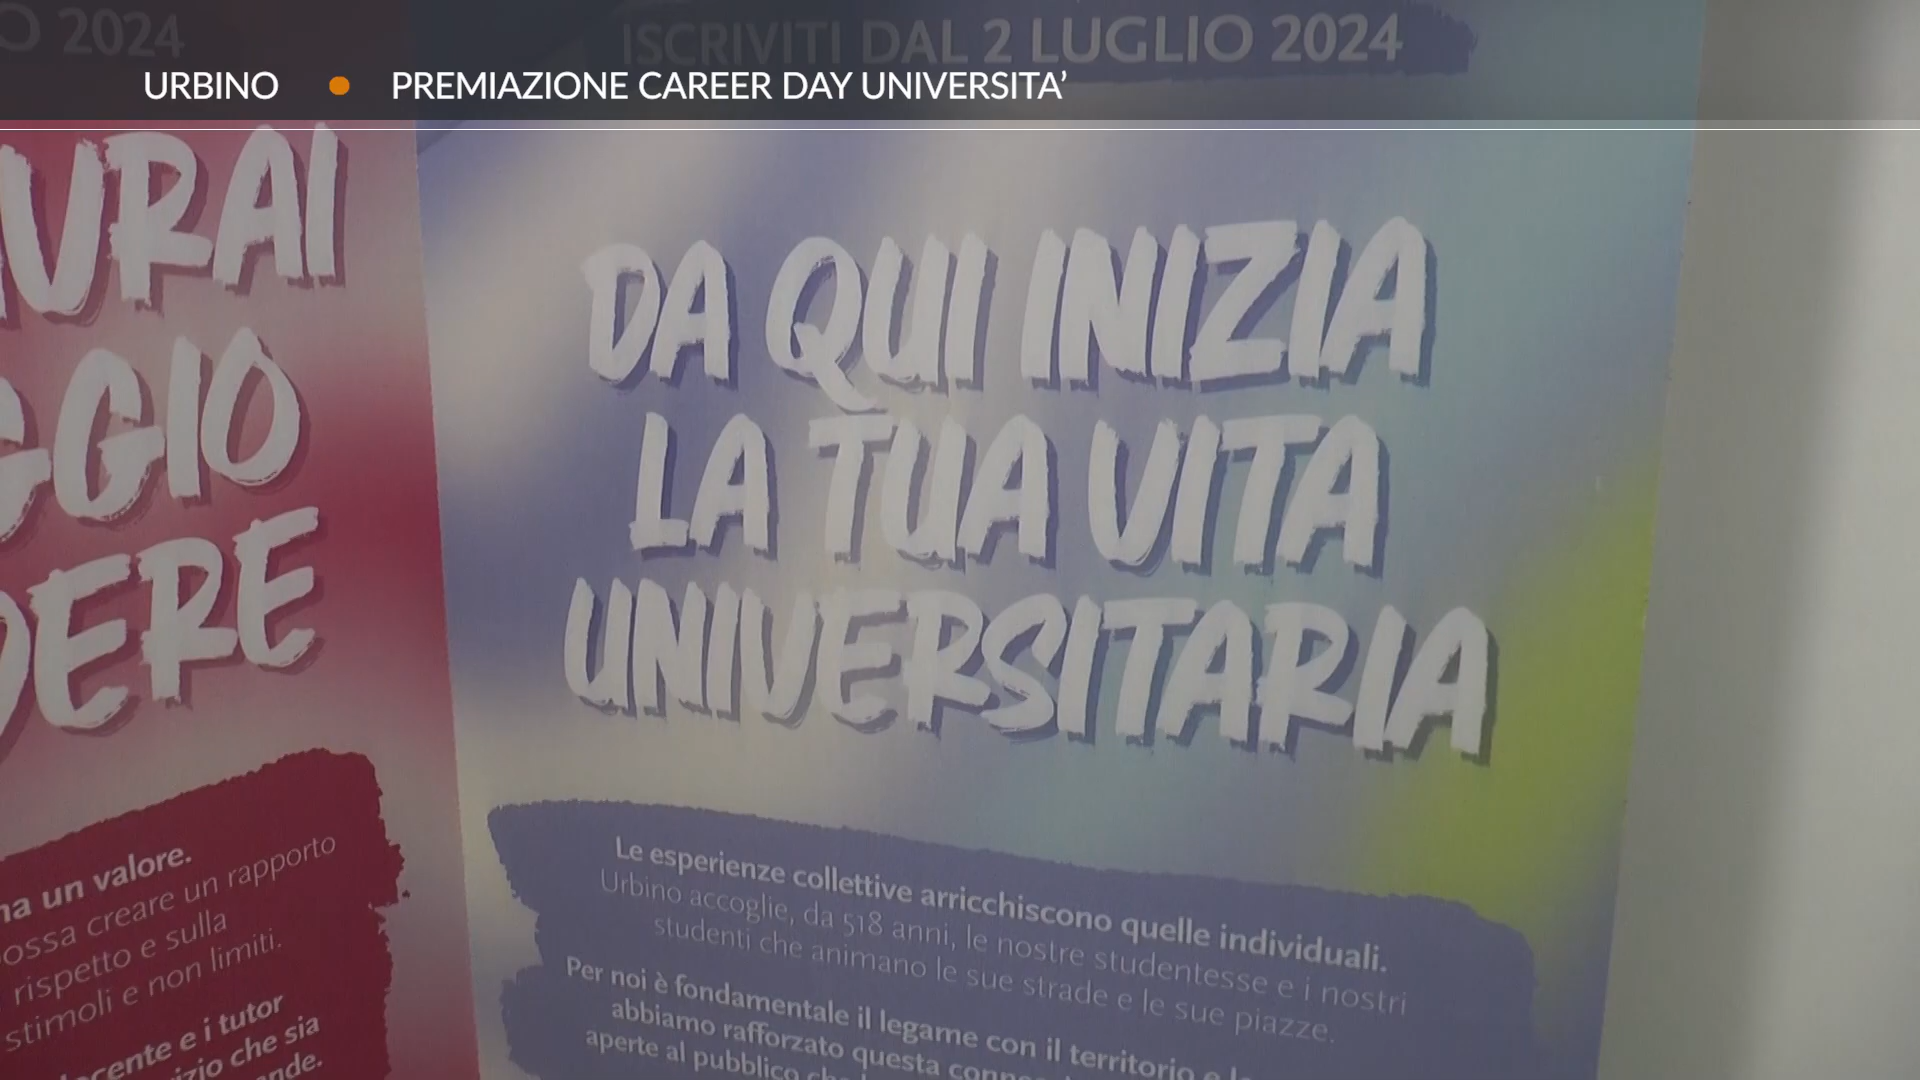 O 2024
ISCRIVITI DAL 2 LUGLIO 2024
URBINO • PREMIAZIONE CAREER DAY UNIVERSITA’
URAI
GGIO
DERE
ha un valore.
ossa creare un rapporto
rispetto e sulla
stimoli e non limiti.
docente e i tutor
izio che sia
ande.
DA QUI INIZIA
LA TUA VITA
UNIVERSITARIA
Le esperienze collettive arricchiscono quelle individuali.
Urbino accoglie, da 518 anni, le nostre studentesse e i nostri
studenti che animano le sue strade e le sue piazze.
Per noi è fondamentale il legame con il territorio e
abbiamo rafforzato questa
aperte al pubblico